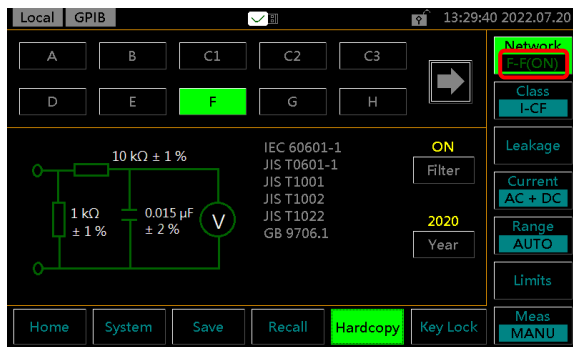 Local GPIB 13:29:40 2022.07.20
A B C1 C2 C3
D E F G H
Network
F-F(ON)
Class
I-CF
Leakage
Current
AC + DC
Range
AUTO
Limits
Meas
MANU
10 kΩ ± 1 %
1 kΩ
± 1 %
0.015 µF
± 2 %
V
IEC 60601-1
JIS T0601-1
JIS T1001
JIS T1002
JIS T1022
GB 9706.1
ON
Filter
2020
Year
Home System Save Recall Hardcopy Key Lock